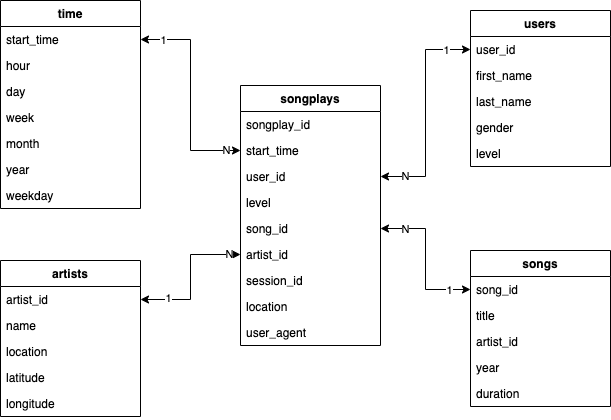 time
start_time
hour
day
week
month
year
weekday
1
N
songplays
songplay_id
start_time
user_id
level
song_id
artist_id
session_id
location
user_agent
users
user_id
first_name
last_name
gender
level
1
N
artists
artist_id
name
location
latitude
longitude
1
N
songs
song_id
title
artist_id
year
duration
1
N